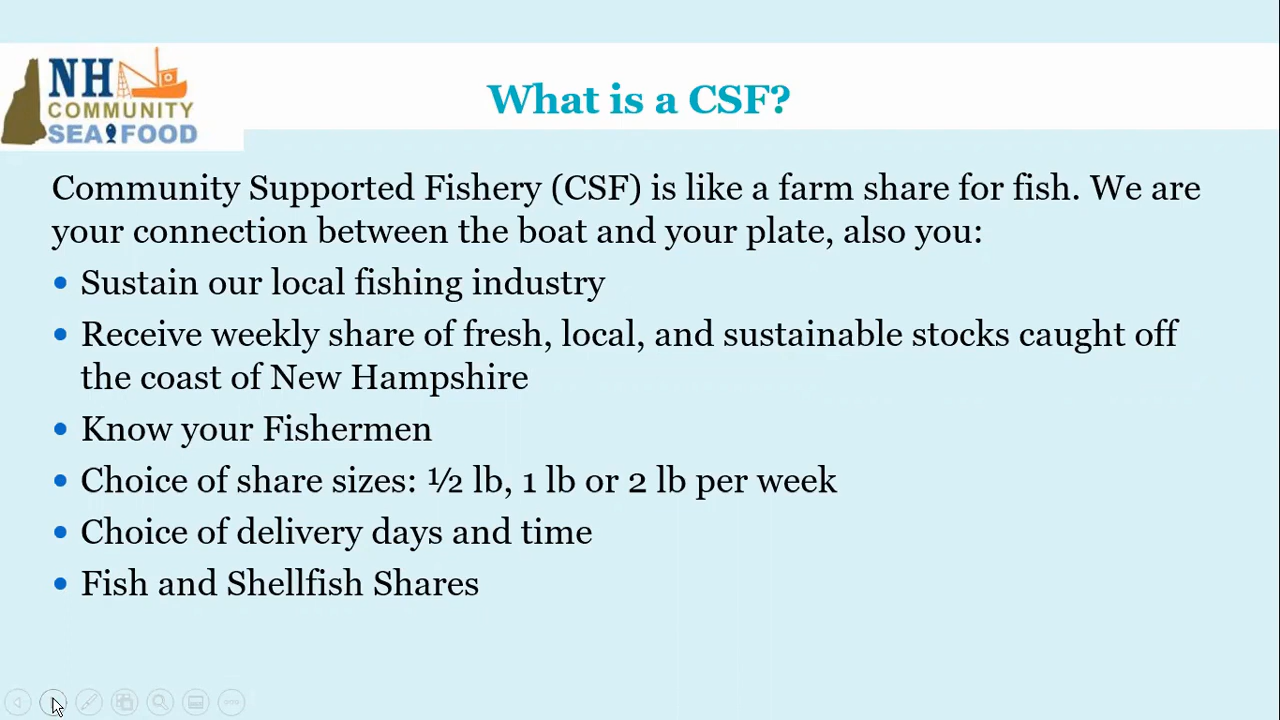 NH
COMMUNITY
SEAFOOD
What is a CSF?
Community Supported Fishery (CSF) is like a farm share for fish. We are
your connection between the boat and your plate, also you:
• Sustain our local fishing industry
• Receive weekly share of fresh, local, and sustainable stocks caught off
the coast of New Hampshire
• Know your Fishermen
• Choice of share sizes: ½ lb, 1 lb or 2 lb per week
• Choice of delivery days and time
• Fish and Shellfish Shares